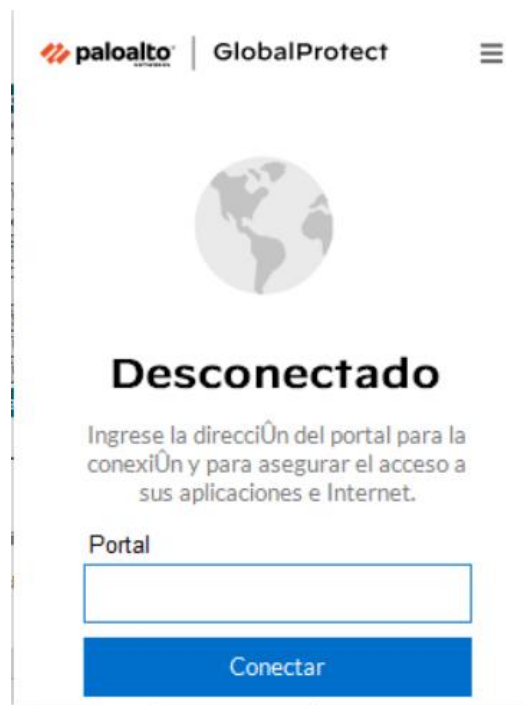 paloalto | GlobalProtect
NETWORKS
Desconectado
Ingrese la direcciÛn del portal para la
conexiÛn y para asegurar el acceso a
sus aplicaciones e Internet.
Portal
Conectar